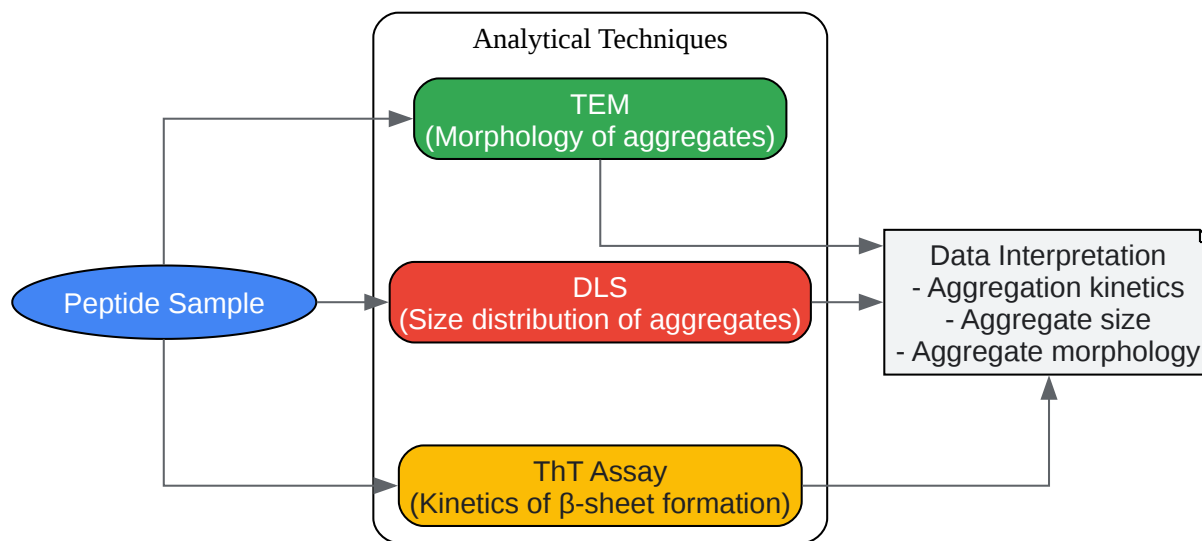 Analytical Techniques
TEM
(Morphology of aggregates)
Peptide Sample
DLS
(Size distribution of aggregates)
Data Interpretation
- Aggregation kinetics
- Aggregate size
- Aggregate morphology
ThT Assay
(Kinetics of β-sheet formation)